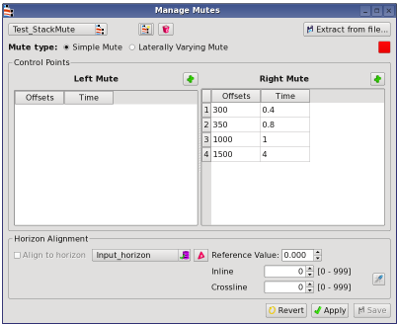 Manage Mutes
Test_StackMute Extract from file...
Mute type: Simple Mute Laterally Varying Mute
Control Points
Left Mute Right Mute
Offsets Time Offsets Time
1 300 0.4
2 350 0.8
3 1000 1
4 1500 4
Horizon Alignment
Align to horizon Input_horizon Reference Value: 0.000
Inline 0 [0 - 999]
Crossline 0 [0 - 999]
Revert Apply Save